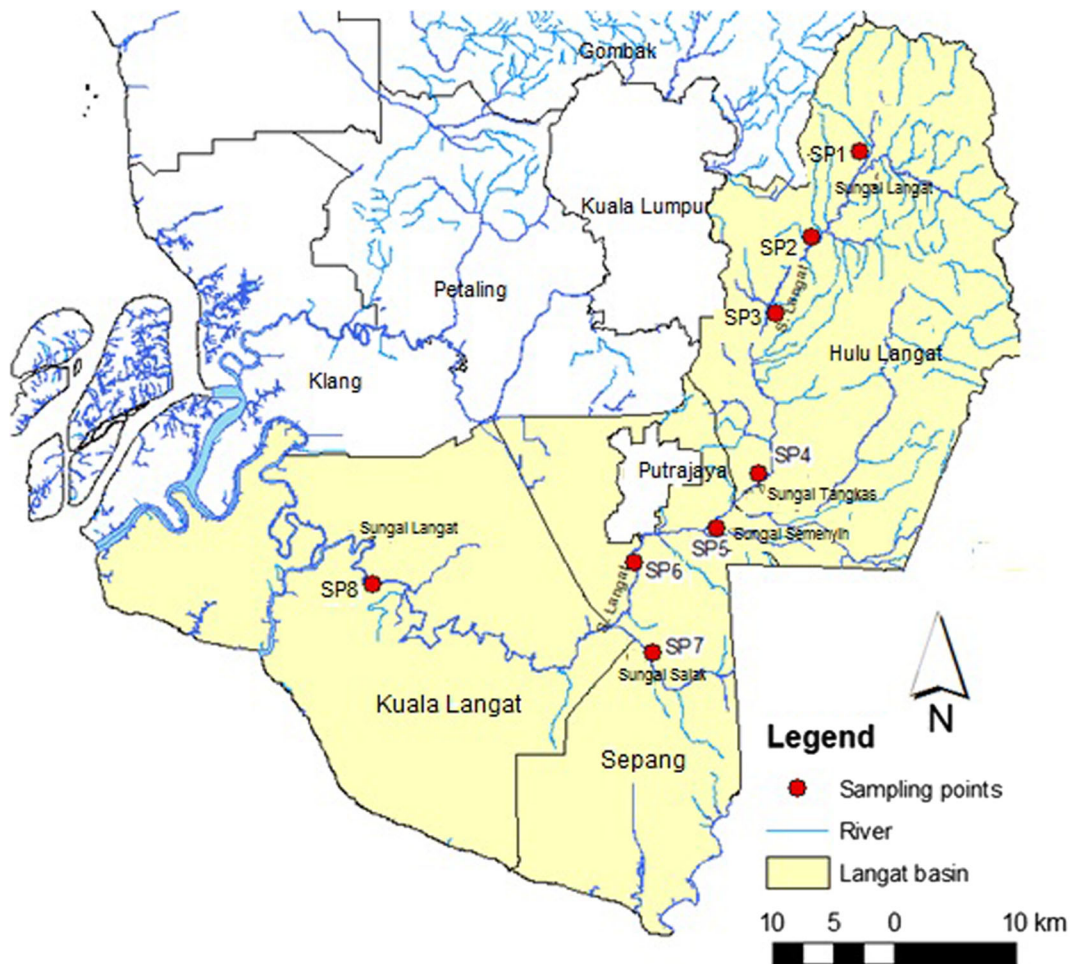 Gombak
SP1
Sungai Langat
Kuala Lumpur
SP2
S. Langat
Petaling
SP3
Hulu Langat
Klang
SP4
Putrajaya
Sungai Tangkas
Sungai Langat
Sungai Semenyih
SP5
SP6
SP8
S. Langat
SP7
Sungai Salak
Kuala Langat
N
Legend
Sepang
Sampling points
River
Langat basin
10 5 0 10 km